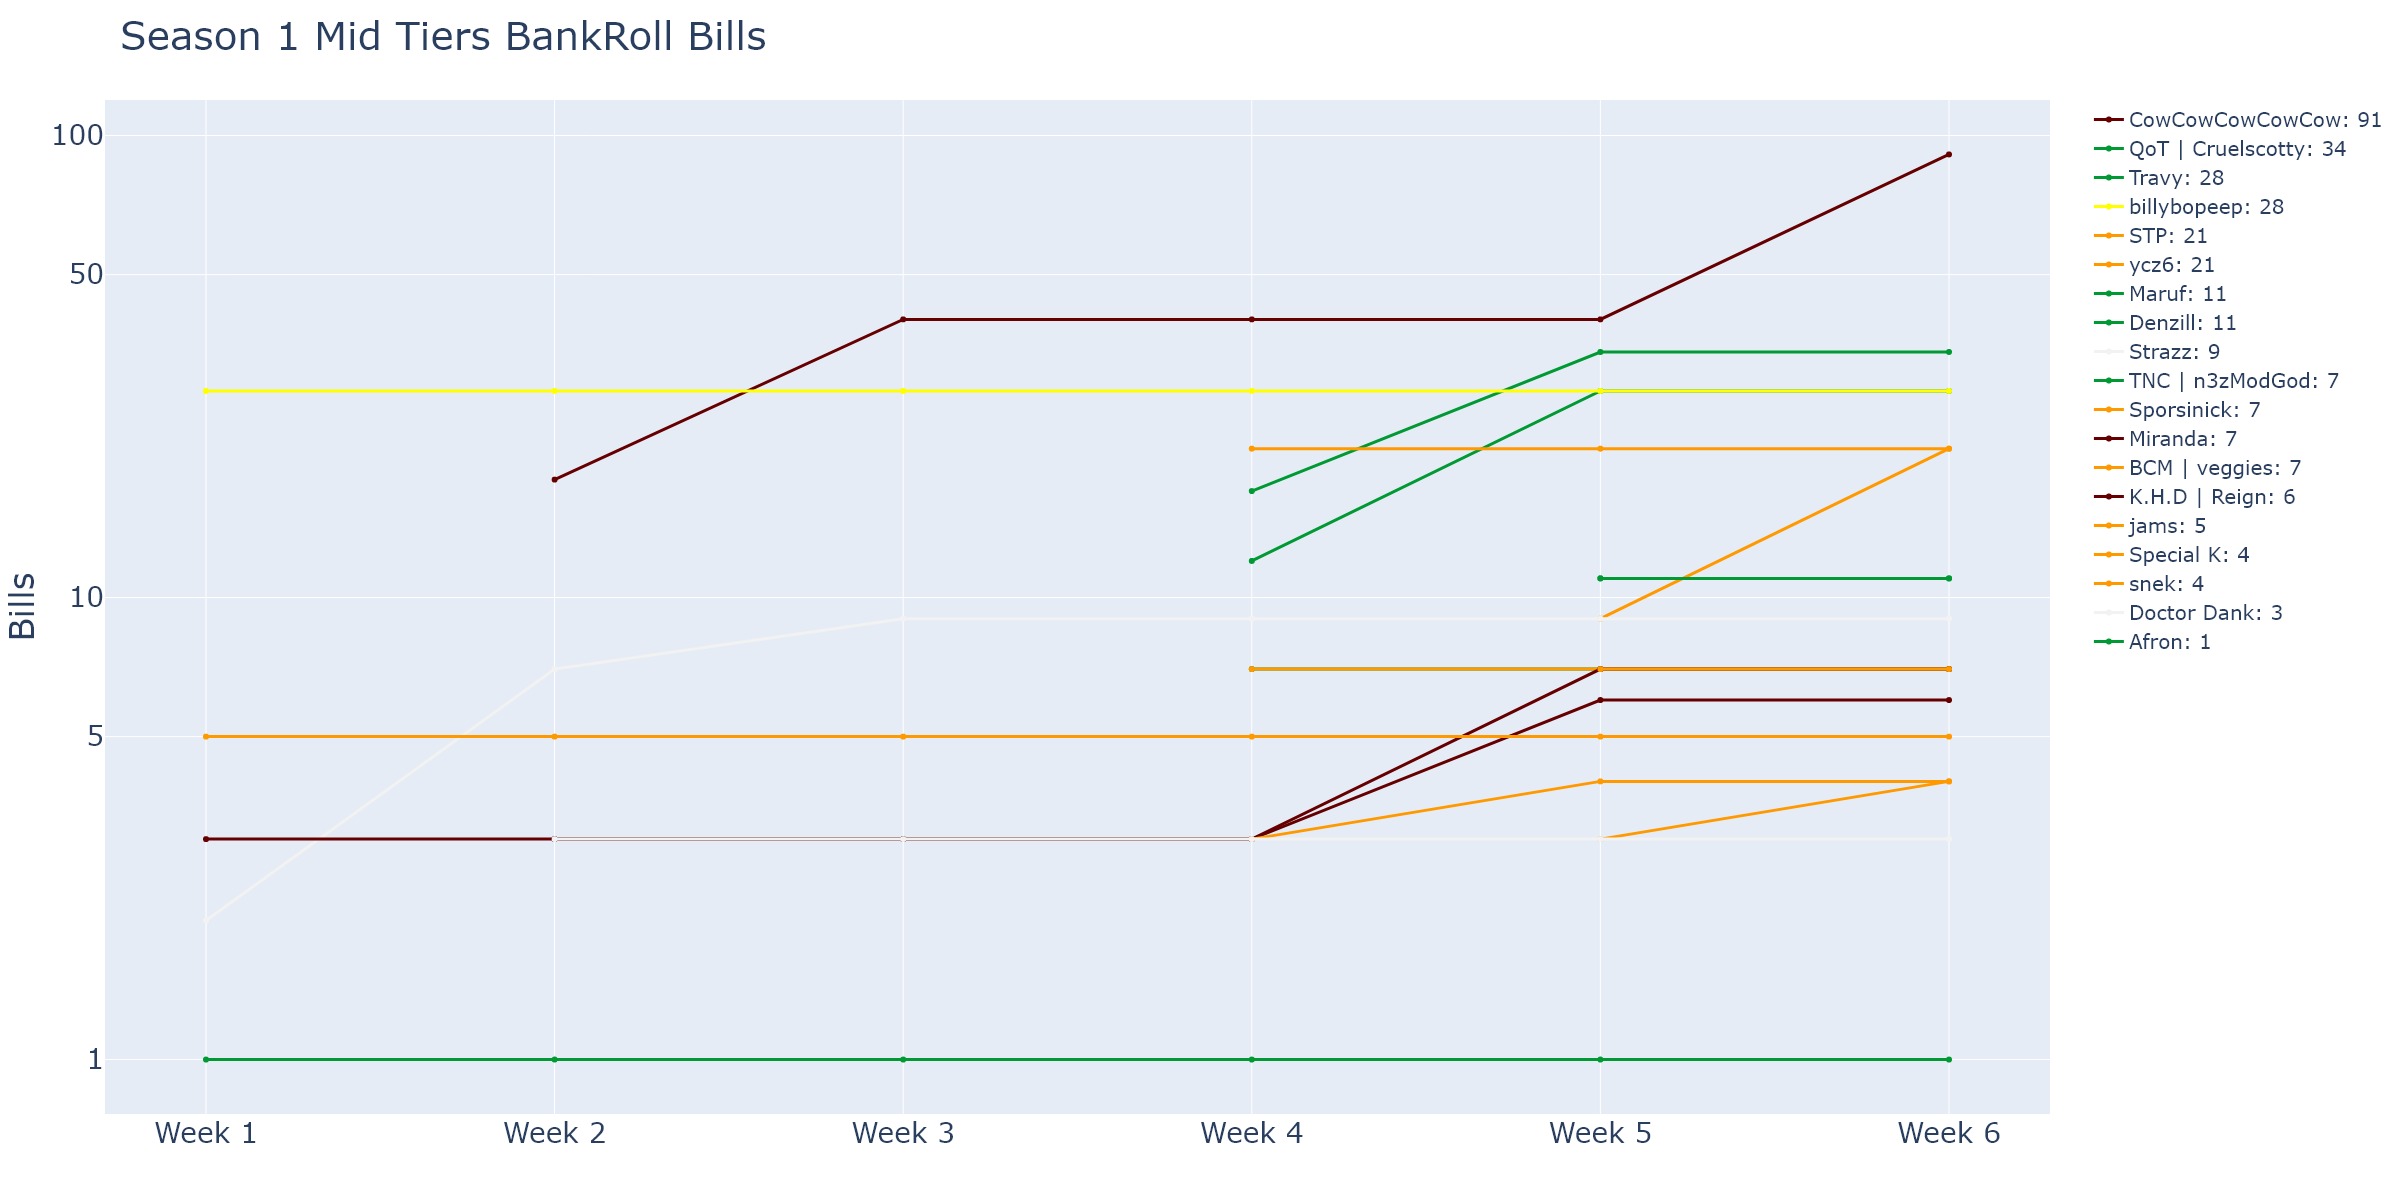 Season 1 Mid Tiers BankRoll Bills
100
50
10
5
1
Bills
Week 1
Week 2
Week 3
Week 4
Week 5
Week 6
CowCowCowCowCow: 91
QoT | Cruelscotty: 34
Travy: 28
billybopeep: 28
STP: 21
ycz6: 21
Maruf: 11
Denzill: 11
Strazz: 9
TNC | n3zModGod: 7
Sporsinick: 7
Miranda: 7
BCM | veggies: 7
K.H.D | Reign: 6
jams: 5
Special K: 4
snek: 4
Doctor Dank: 3
Afron: 1